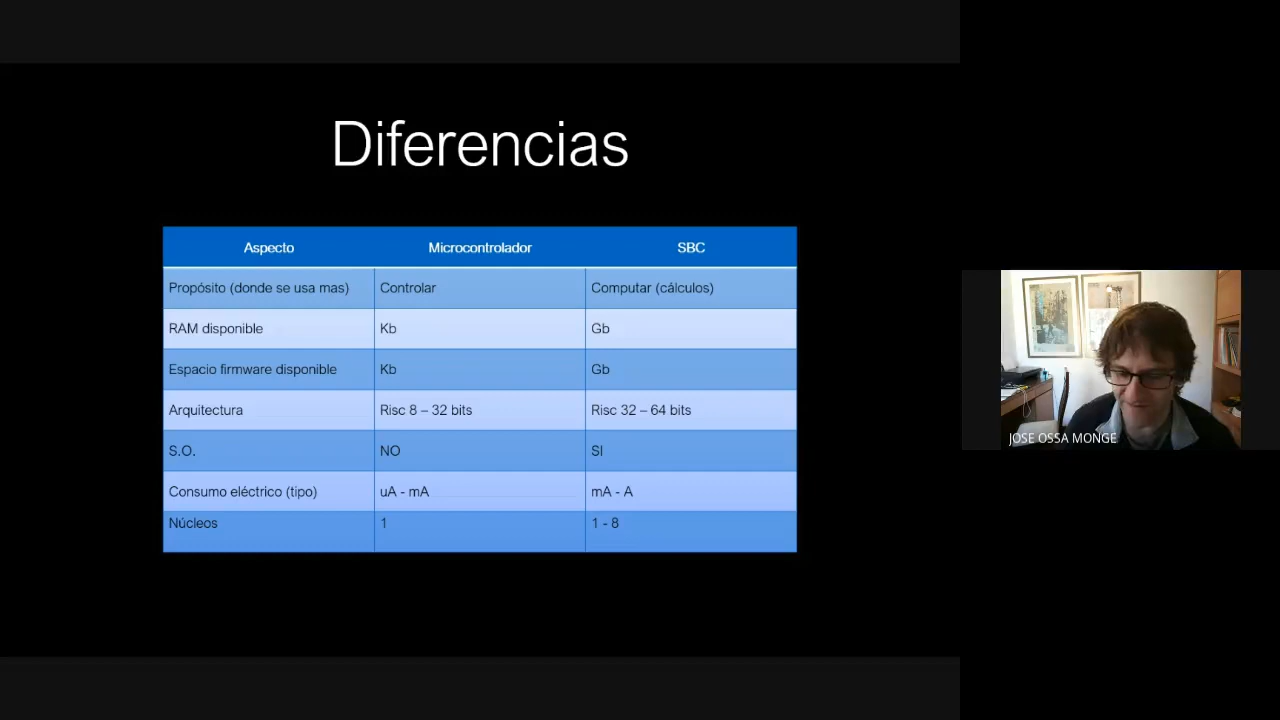 Diferencias
Aspecto Microcontrolador SBC
Propósito (donde se usa mas) Controlar Computar (cálculos)
RAM disponible Kb Gb
Espacio firmware disponible Kb Gb
Arquitectura Risc 8 – 32 bits Risc 32 – 64 bits
S.O. NO SI
Consumo eléctrico (tipo) uA - mA mA - A
Núcleos 1 1 - 8
JOSE OSSA MONGE